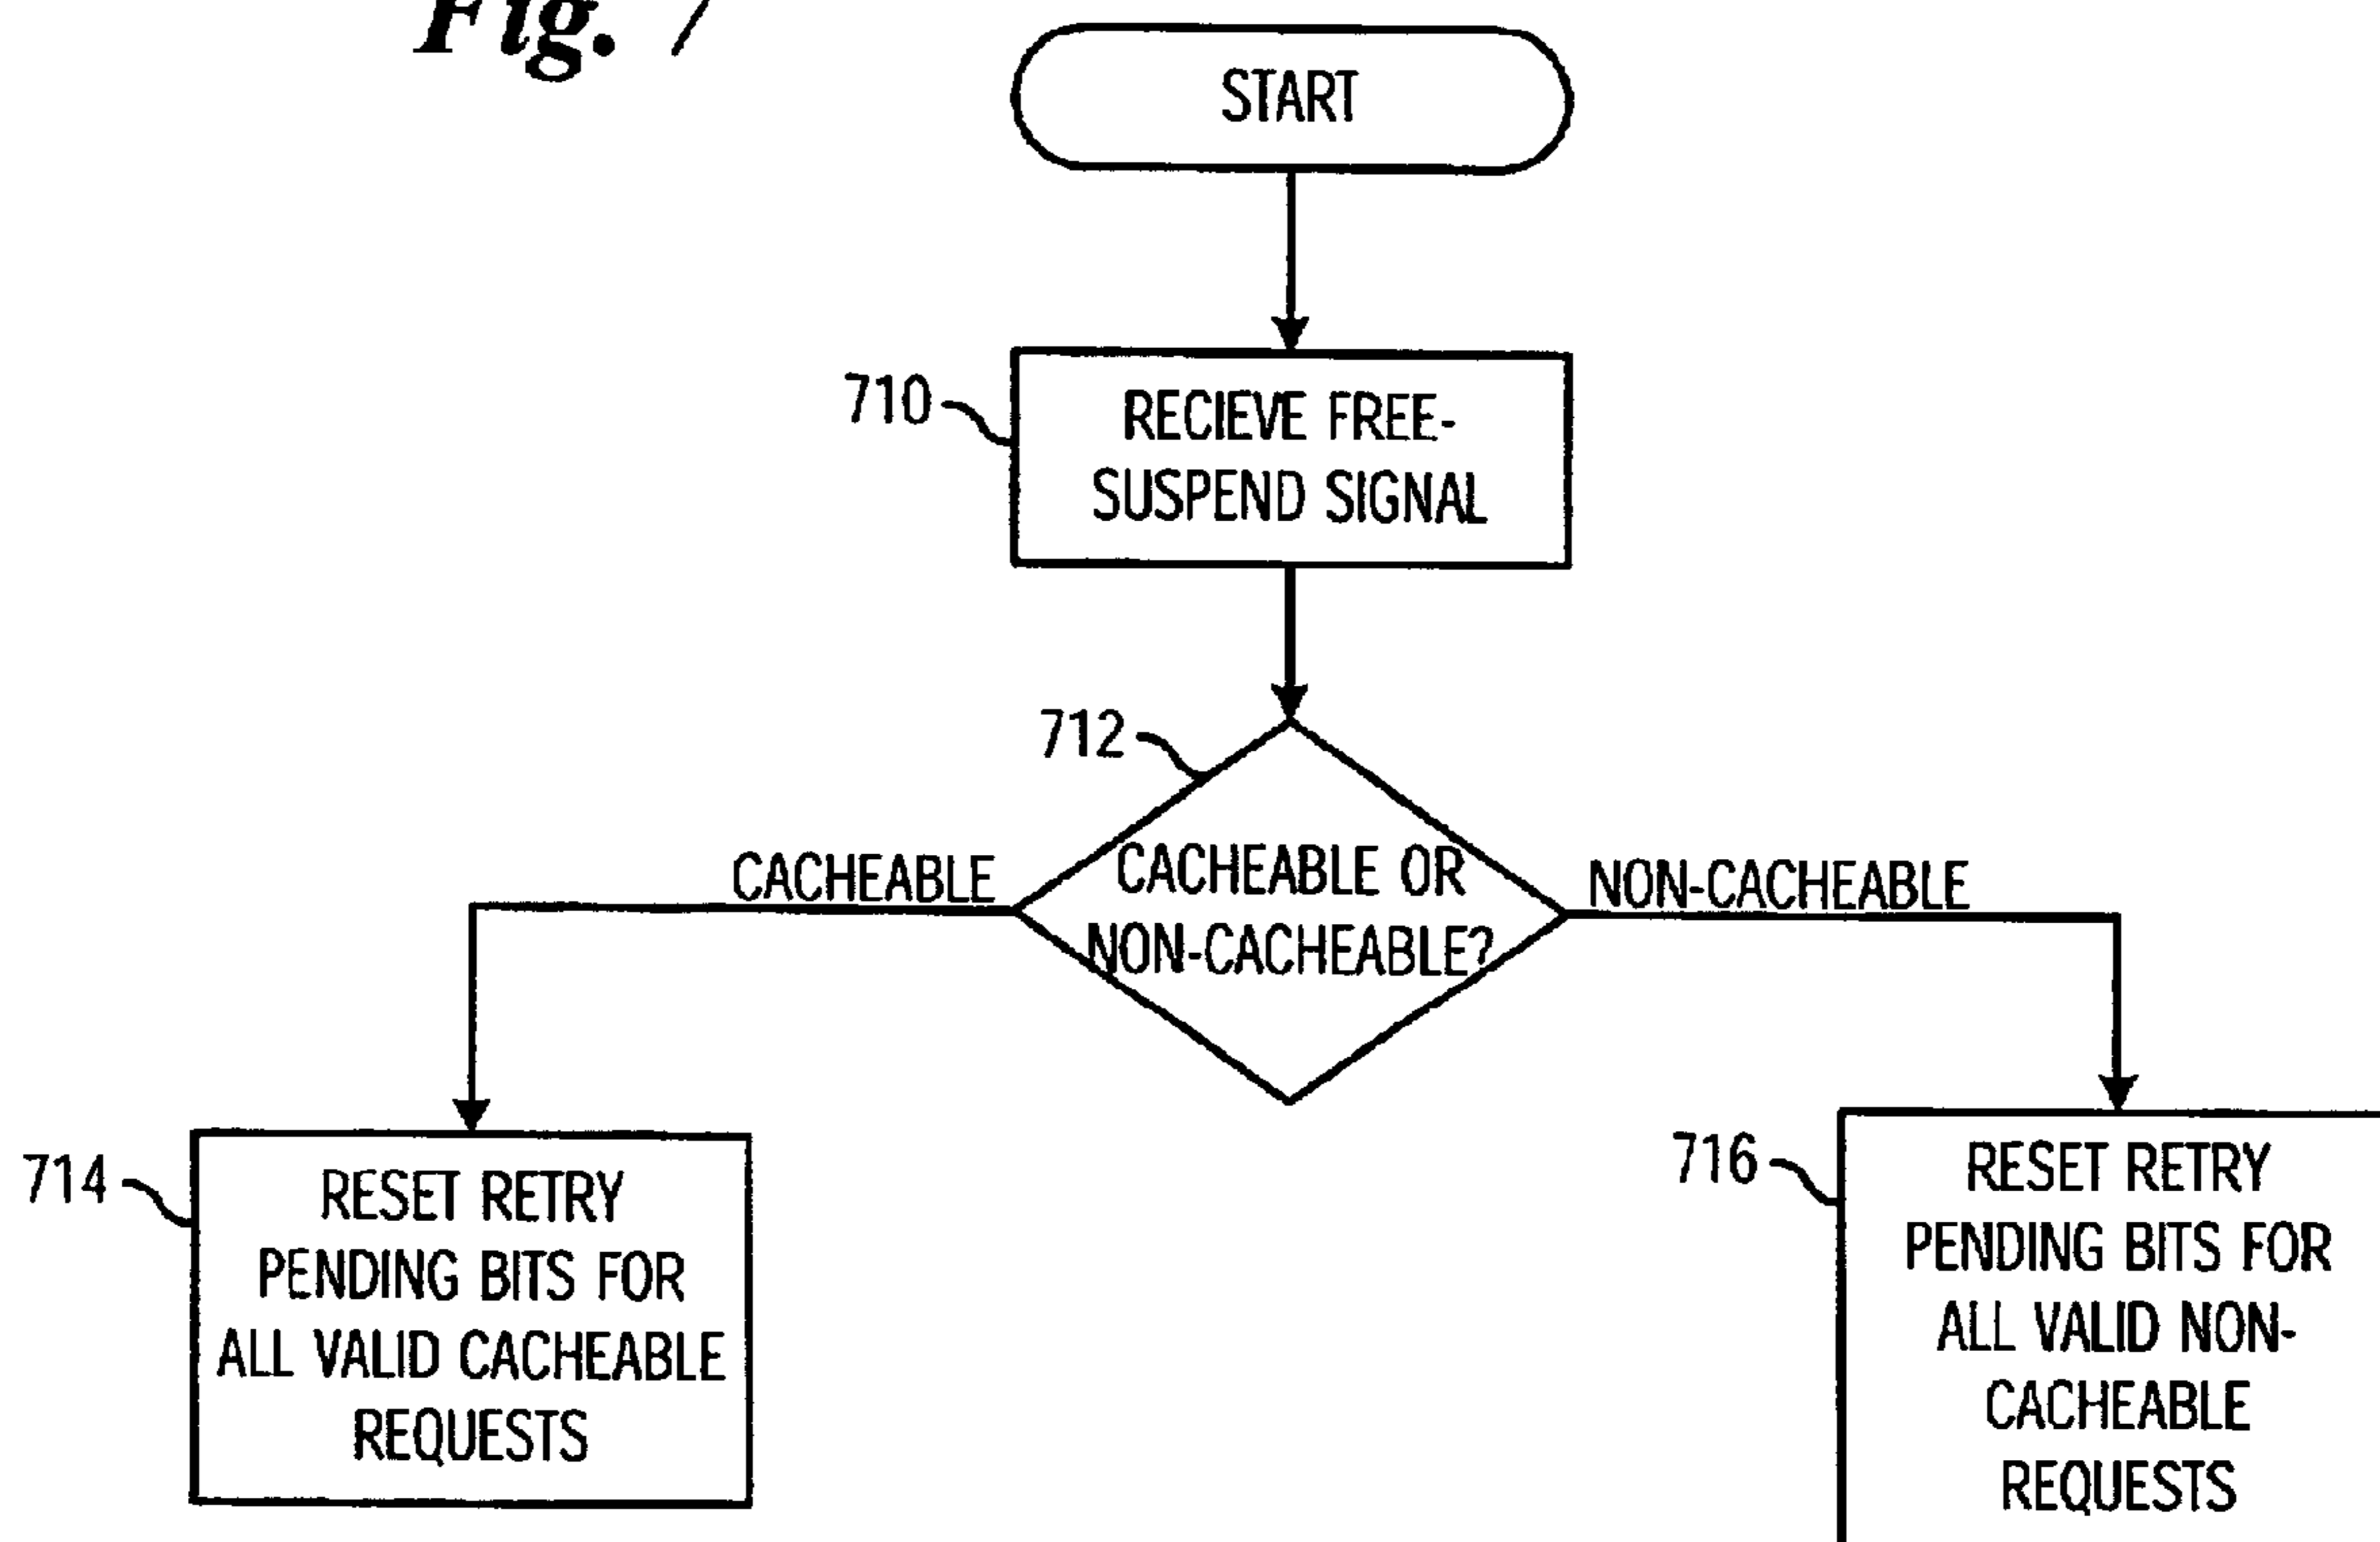 Fig. 7
START
710
RECIEVE FREE-
SUSPEND SIGNAL
712
CACHEABLE OR
NON-CACHEABLE?
CACHEABLE
NON-CACHEABLE
714
RESET RETRY
PENDING BITS FOR
ALL VALID CACHEABLE
REQUESTS
716
RESET RETRY
PENDING BITS FOR
ALL VALID NON-
CACHEABLE
REQUESTS